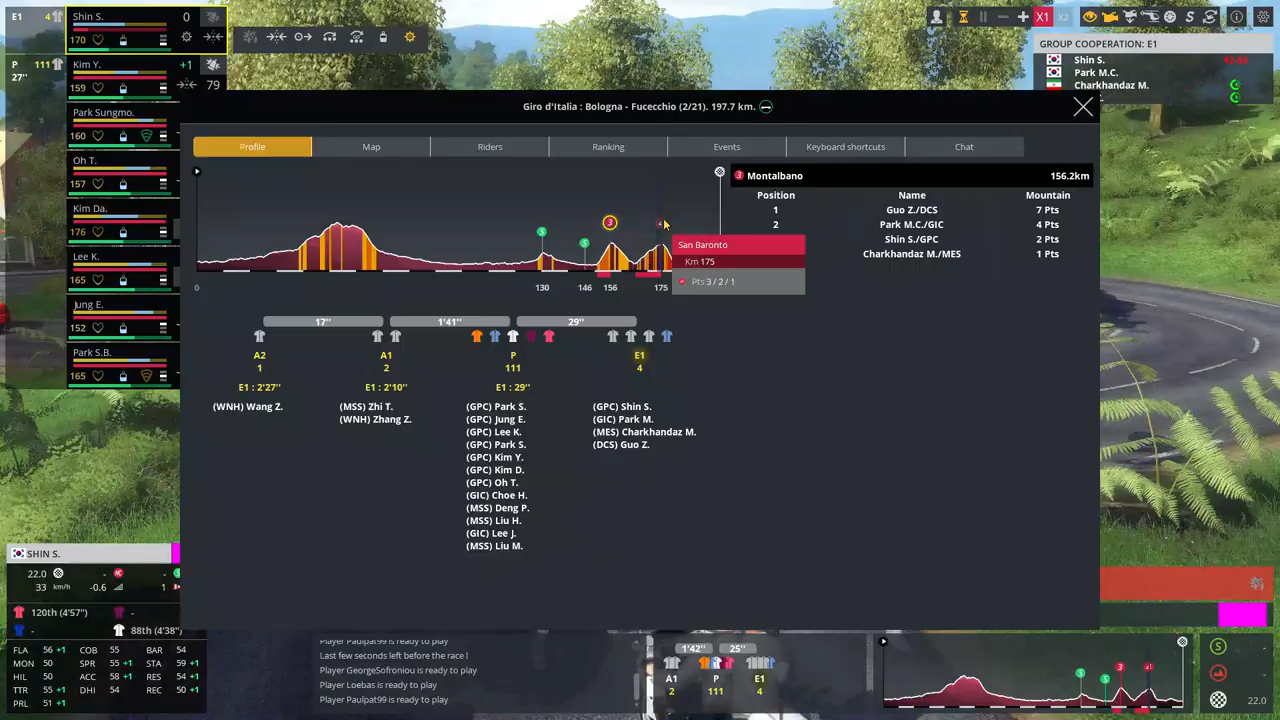 E1 4
Shin S. 0
170
X1 X2
P 111
27''
Kim Y. +1
159 79
Park Sungmo.
160
Oh T.
157
Kim Da.
176
Lee K.
165
Jung E.
152
Park S.B.
165
GROUP COOPERATION: E1
Shin S.
Park M.C.
Charkhandaz M.
Giro d'Italia : Bologna - Fucecchio (2/21). 197.7 km.
Profile Map Riders Ranking Events Keyboard shortcuts Chat
3 Montalbano 156.2km
Position Name Mountain
1 Guo Z./DCS 7 Pts
2 Park M.C./GIC 4 Pts
Shin S./GPC 2 Pts
Charkhandaz M./MES 1 Pts
S S 3
San Baronto
Km 175
Pts 3 / 2 / 1
0 130 146 156 175
17'' 1'41'' 29''
A2 A1 P E1
1 2 111 4
E1 : 2'27'' E1 : 2'10'' E1 : 29''
(WNH) Wang Z.
(MSS) Zhi T.
(WNH) Zhang Z.
(GPC) Park S.
(GPC) Jung E.
(GPC) Lee K.
(GPC) Park S.
(GPC) Kim Y.
(GPC) Kim D.
(GPC) Oh T.
(GIC) Choe H.
(MSS) Deng P.
(MSS) Liu H.
(GIC) Lee J.
(MSS) Liu M.
(GPC) Shin S.
(GIC) Park M.
(MES) Charkhandaz M.
(DCS) Guo Z.
SHIN S.
22.0 - HC - S -
33 km/h -0.6 1
120th (4'57'') -
- 88th (4'38'')
FLA 56 +1 COB 55 BAR 54
MON 50 SPR 55 +1 STA 59 +1
HIL 50 ACC 58 +1 RES 54 +1
TTR 55 +1 DHI 54 REC 50 +1
PRL 51 +1
Player Paulpat99 is ready to play
Last few seconds left before the race !
Player GeorgeSofroniou is ready to play
Player Loebas is ready to play
Player Paulpat99 is ready to play
1'42'' 25''
A1 P E1
2 111 4
S S 3 4
S -
-
22.0